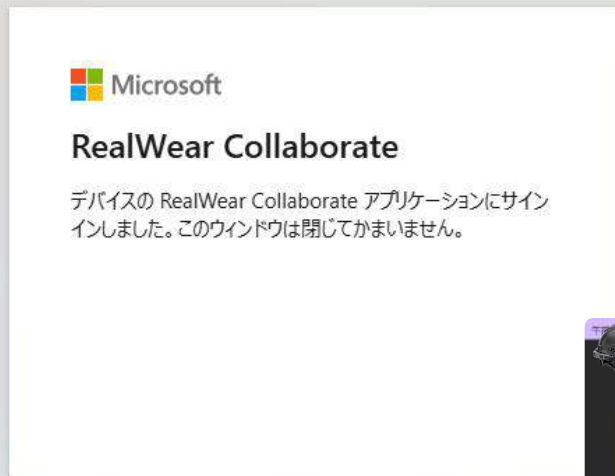 Microsoft
RealWear Collaborate
デバイスの RealWear Collaborate アプリケーションにサイン
インしました。このウィンドウは閉じてかまいません。